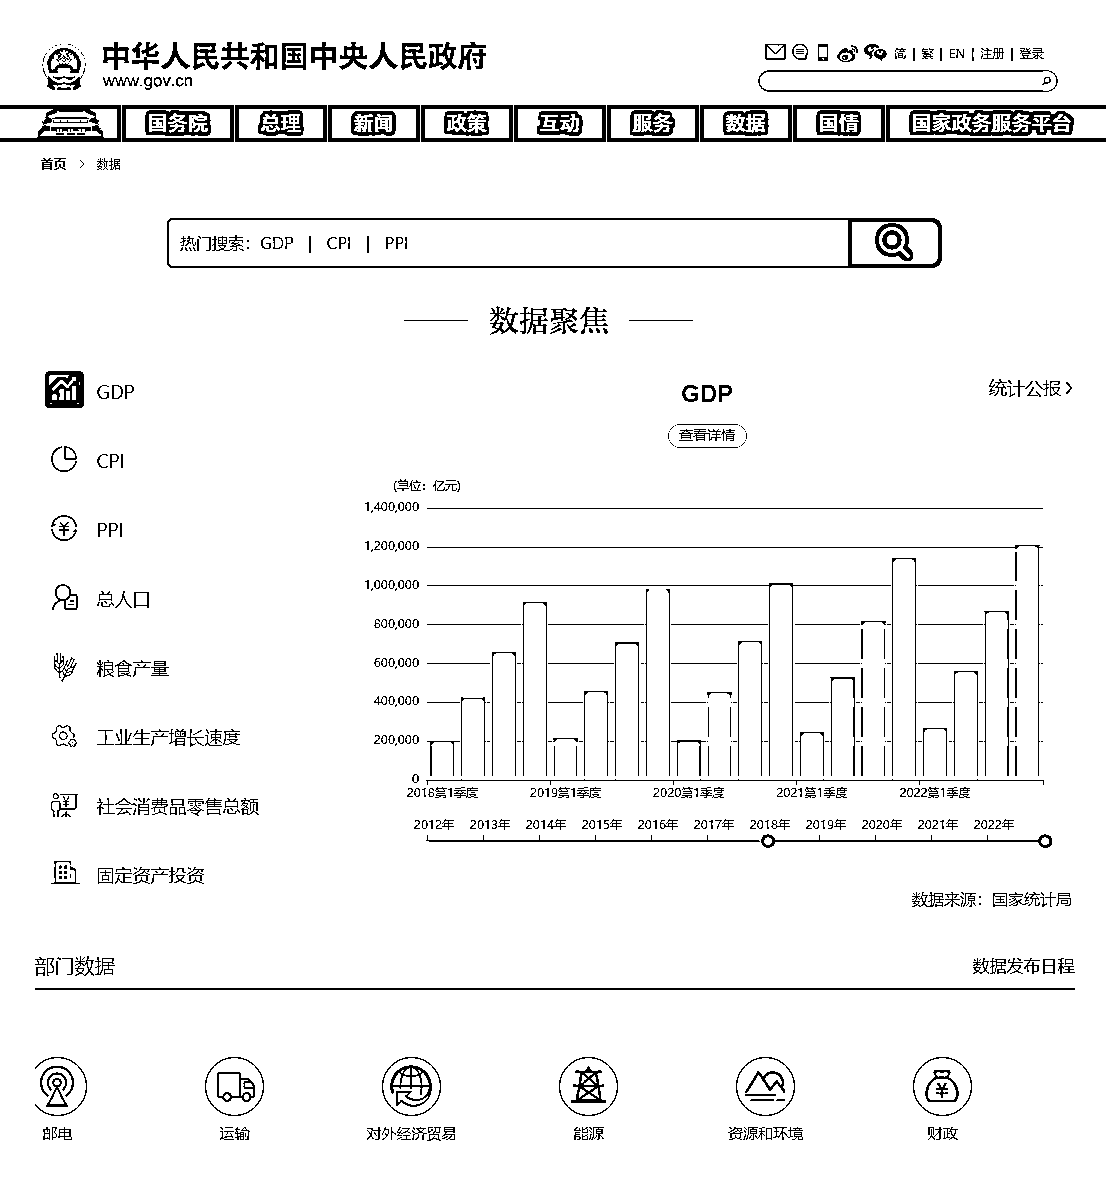 中华人民共和国中央人民政府
www.gov.cn
简 | 繁 | EN | 注册 | 登录
国务院 总理 新闻 政策 互动 服务 数据 国情 国家政务服务平台
首页 > 数据
热门搜索：GDP | CPI | PPI
数据聚焦
GDP
CPI
PPI
总人口
粮食产量
工业生产增长速度
社会消费品零售总额
固定资产投资
GDP
统计公报>
查看详情
(单位：亿元)
1,400,000
1,200,000
1,000,000
800,000
600,000
400,000
200,000
0
2018第1季度 2019第1季度 2020第1季度 2021第1季度 2022第1季度
2012年 2013年 2014年 2015年 2016年 2017年 2018年 2019年 2020年 2021年 2022年
数据来源：国家统计局
部门数据 数据发布日程
邮电 运输 对外经济贸易 能源 资源和环境 财政